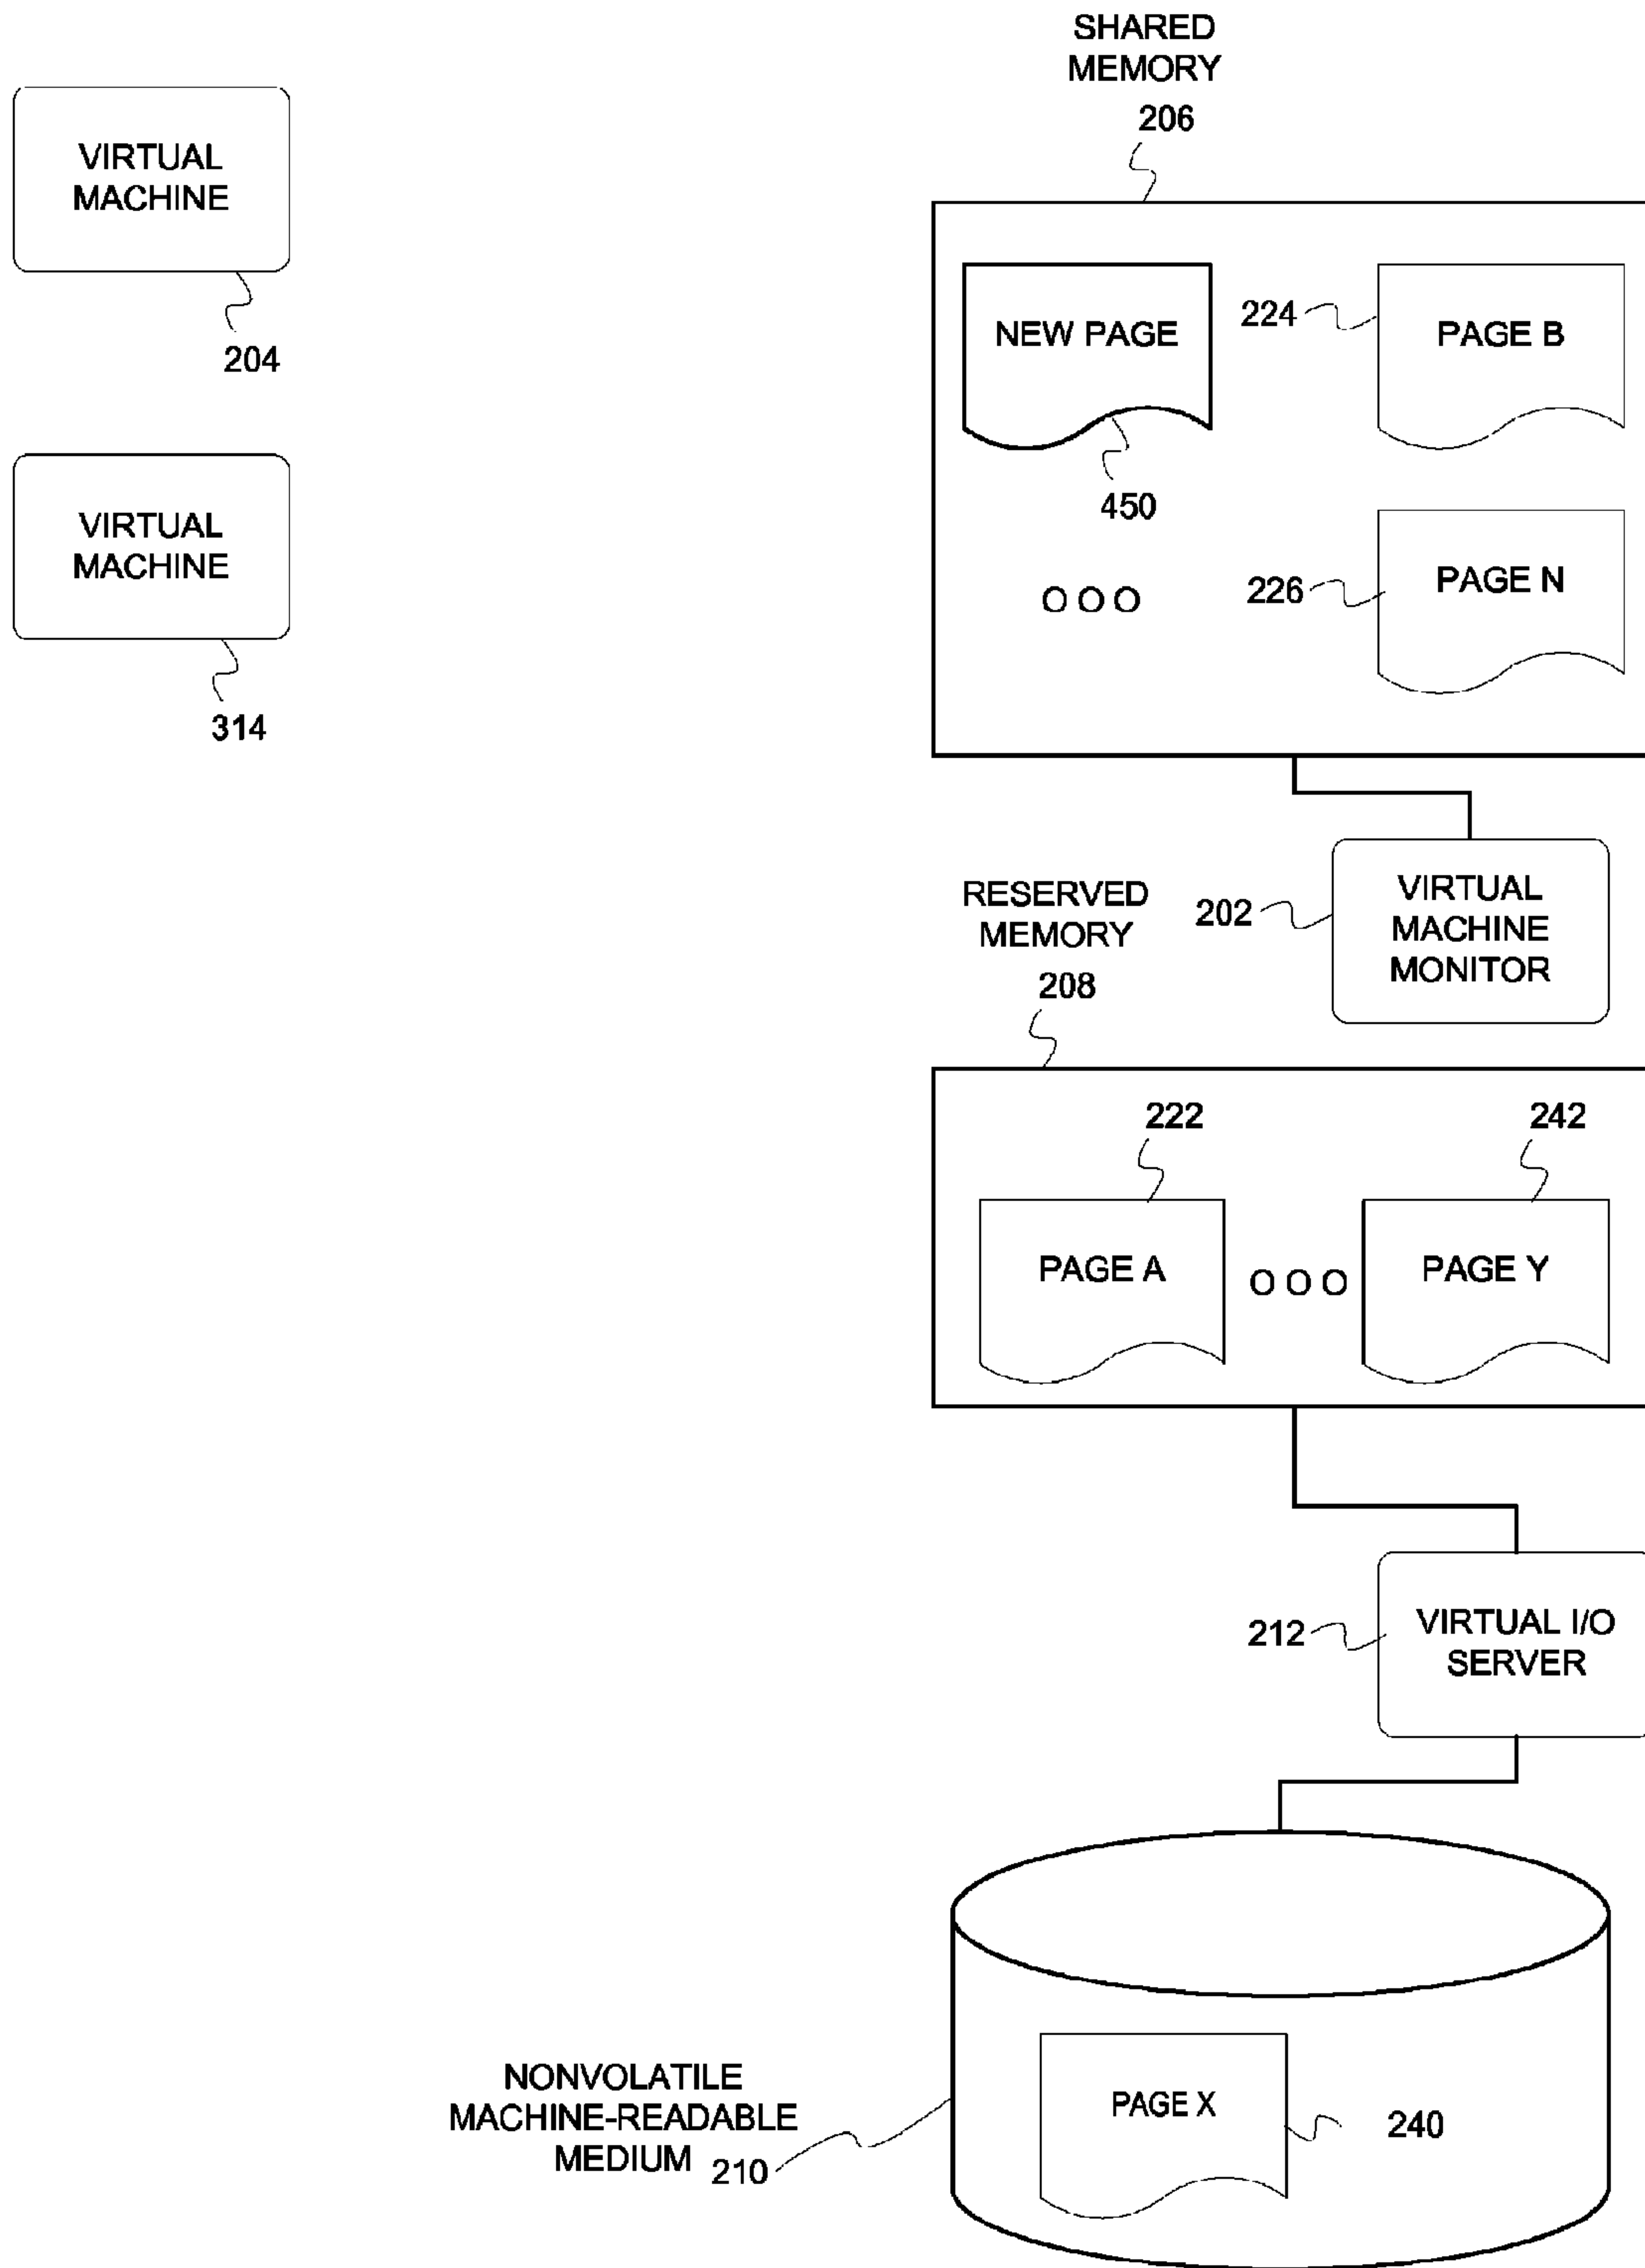 SHARED
MEMORY
206
VIRTUAL
MACHINE
204
NEW PAGE
450
224
PAGE B
VIRTUAL
MACHINE
314
226
PAGE N
RESERVED
MEMORY
208
202
VIRTUAL
MACHINE
MONITOR
222
242
PAGE A
PAGE Y
212
VIRTUAL I/O
SERVER
NONVOLATILE
MACHINE-READABLE
MEDIUM 210
PAGE X
240